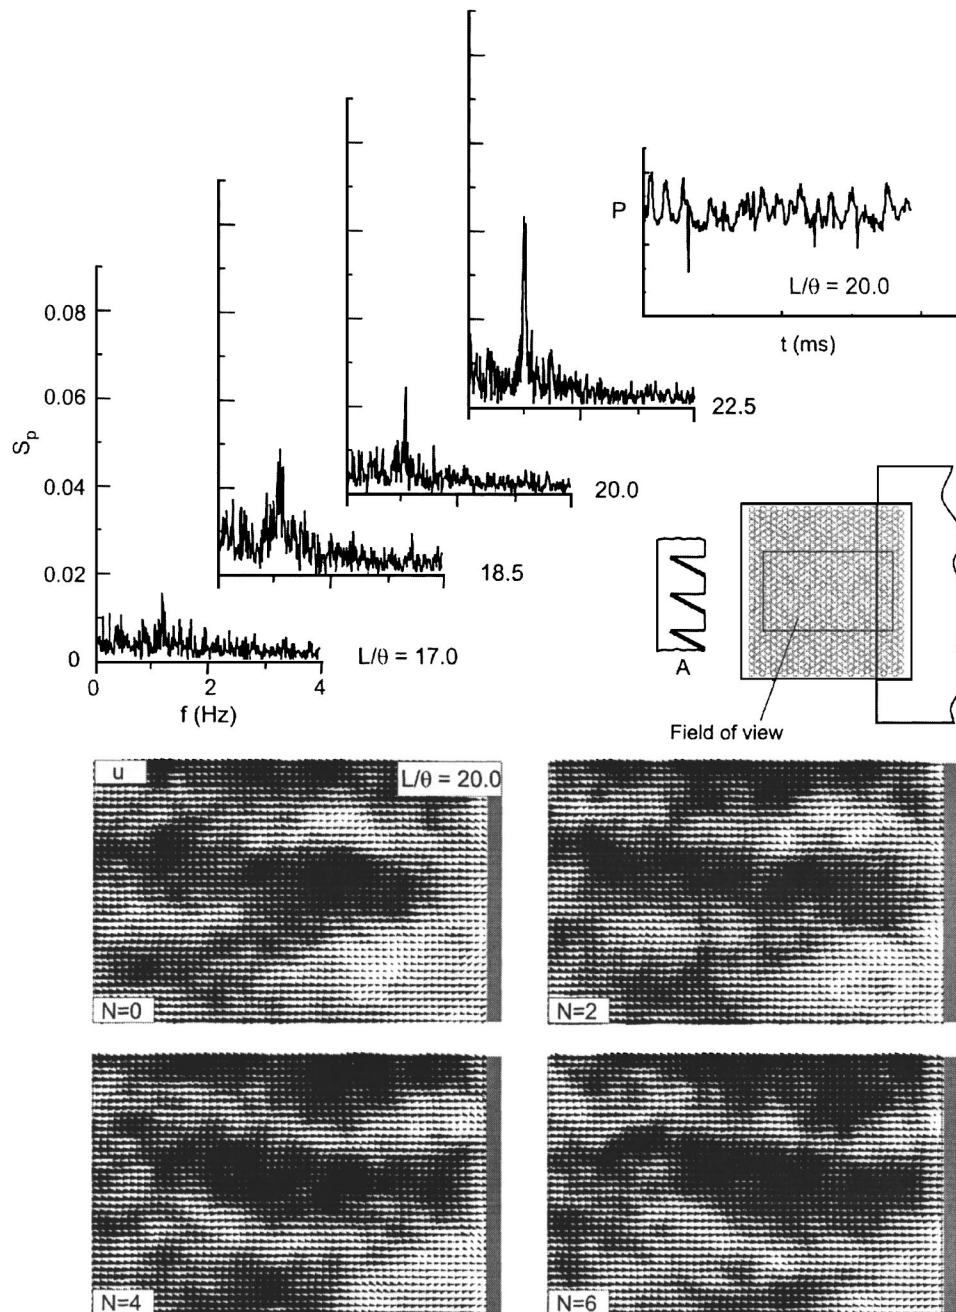 P
L/θ = 20.0
t (ms)
0.08
0.06
Sp
0.04
0.02
0
22.5
20.0
18.5
L/θ = 17.0
0
2
4
f (Hz)
A
Field of view
u
L/θ = 20.0
N=0
N=2
N=4
N=6